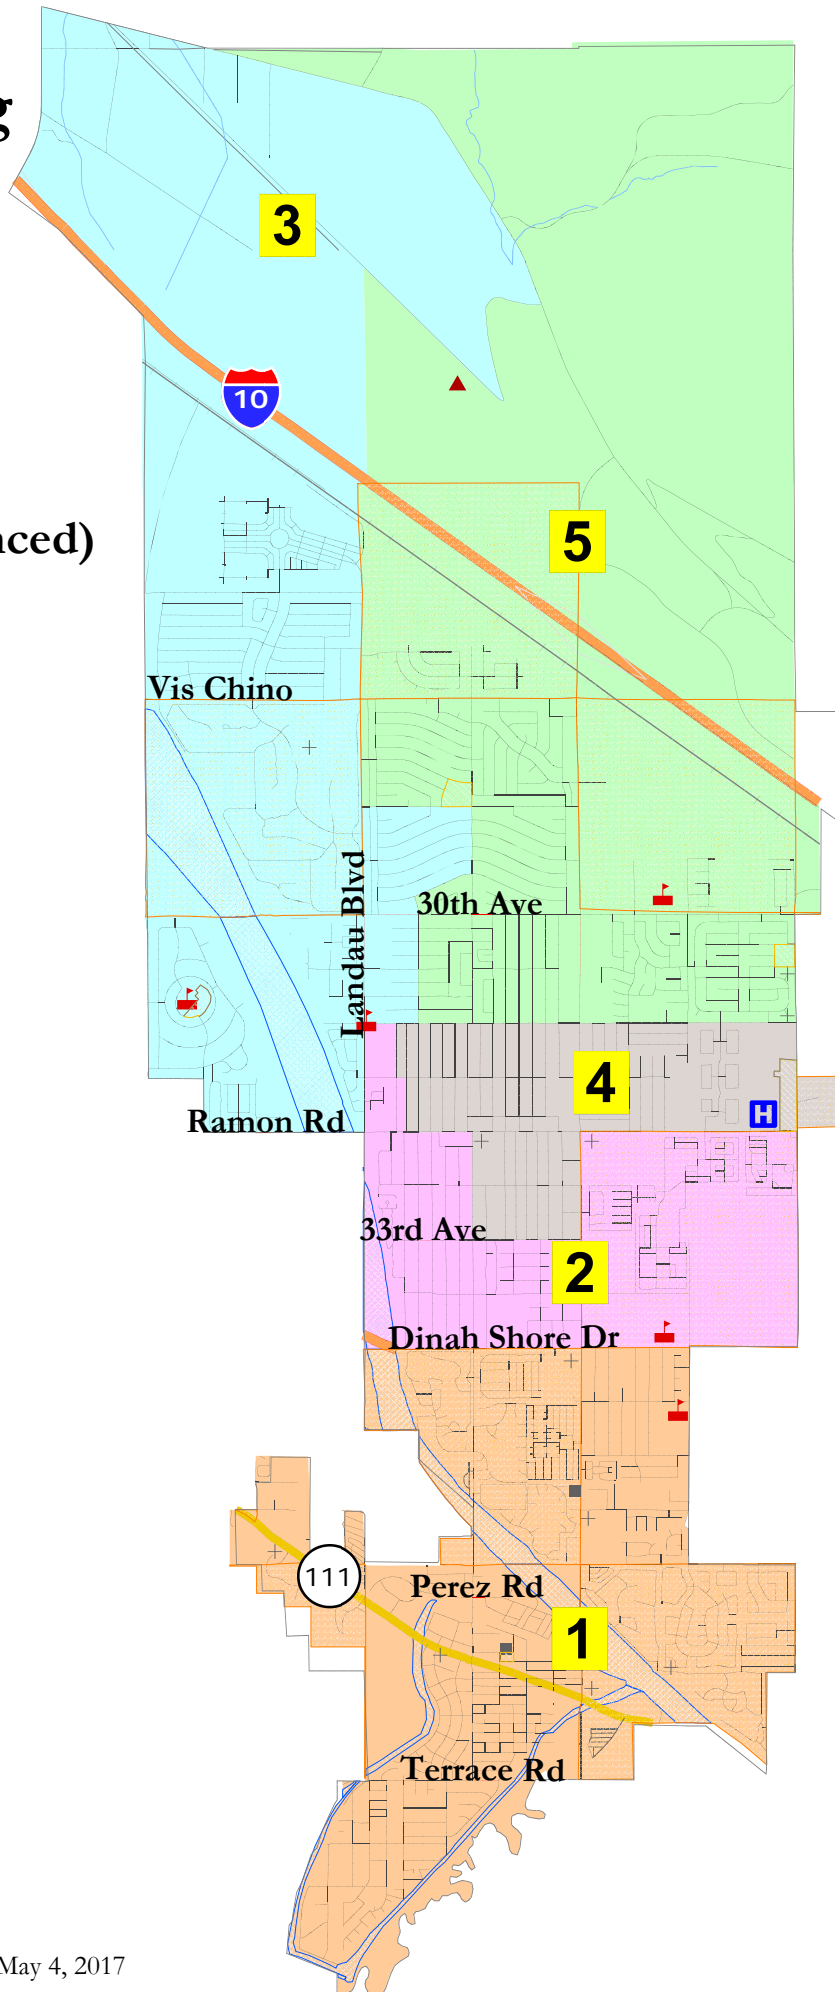 g
3
10
nced)
5
Vis Chino
Landau Blvd
30th Ave
4
H
Ramon Rd
33rd Ave
2
Dinah Shore Dr
111
Perez Rd
1
Terrace Rd
May 4, 2017